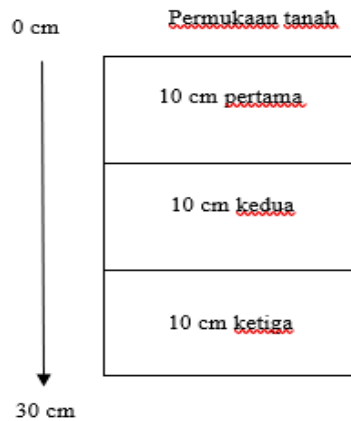 Permukaan tanah
0 cm
10 cm pertama
10 cm kedua
10 cm ketiga
30 cm